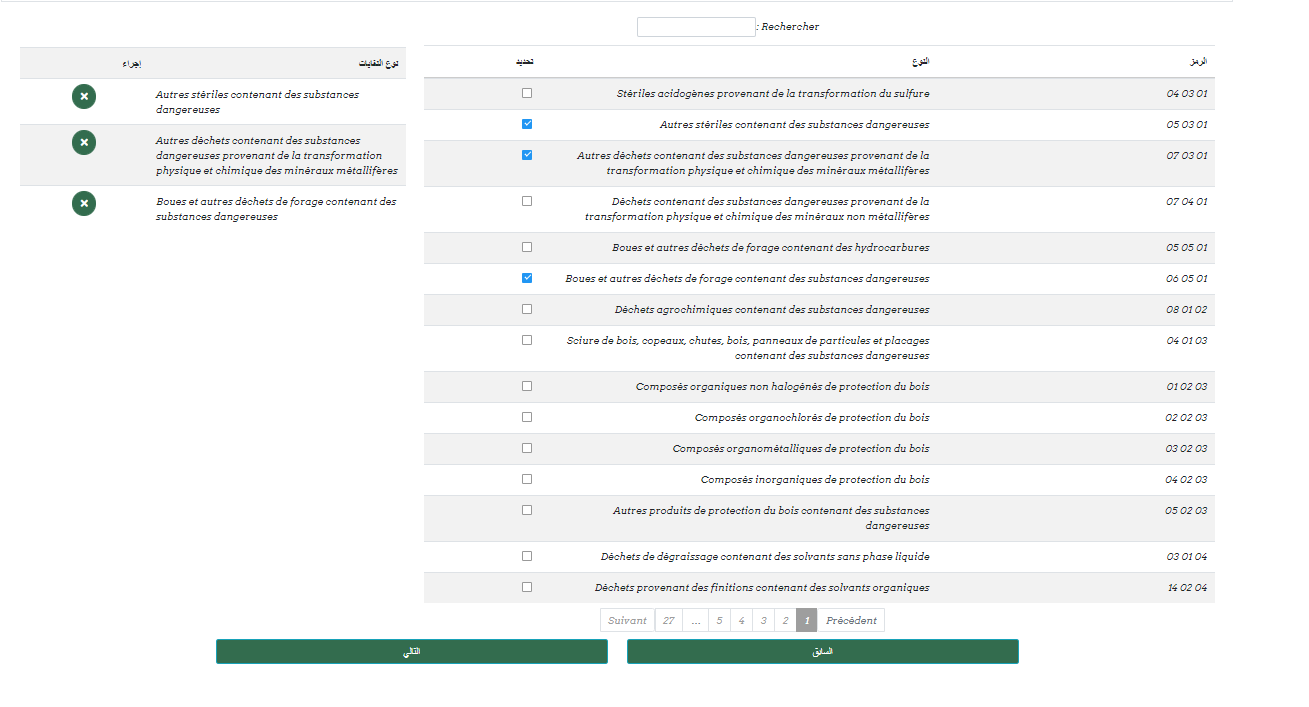 Rechercher :
الرمز النوع تحديد
04 03 01 Stériles acidogènes provenant de la transformation du sulfure
05 03 01 Autres stériles contenant des substances dangereuses
07 03 01 Autres déchets contenant des substances dangereuses provenant de la
transformation physique et chimique des minéraux métallifères
07 04 01 Déchets contenant des substances dangereuses provenant de la
transformation physique et chimique des minéraux non métallifères
05 05 01 Boues et autres déchets de forage contenant des hydrocarbures
06 05 01 Boues et autres déchets de forage contenant des substances dangereuses
08 01 02 Déchets agrochimiques contenant des substances dangereuses
04 01 03 Sciure de bois, copeaux, chutes, bois, panneaux de particules et placages
contenant des substances dangereuses
01 02 03 Composés organiques non halogénés de protection du bois
02 02 03 Composés organochlorés de protection du bois
03 02 03 Composés organométalliques de protection du bois
04 02 03 Composés inorganiques de protection du bois
05 02 03 Autres produits de protection du bois contenant des substances
dangereuses
03 01 04 Déchets de dégraissage contenant des solvants sans phase liquide
14 02 04 Déchets provenant des finitions contenant des solvants organiques
Précédent 1 2 3 4 5 ... 27 Suivant
نوع النفايات إجراء
Autres stériles contenant des substances
dangereuses
Autres déchets contenant des substances
dangereuses provenant de la transformation
physique et chimique des minéraux métallifères
Boues et autres déchets de forage contenant des
substances dangereuses
السابق التالي